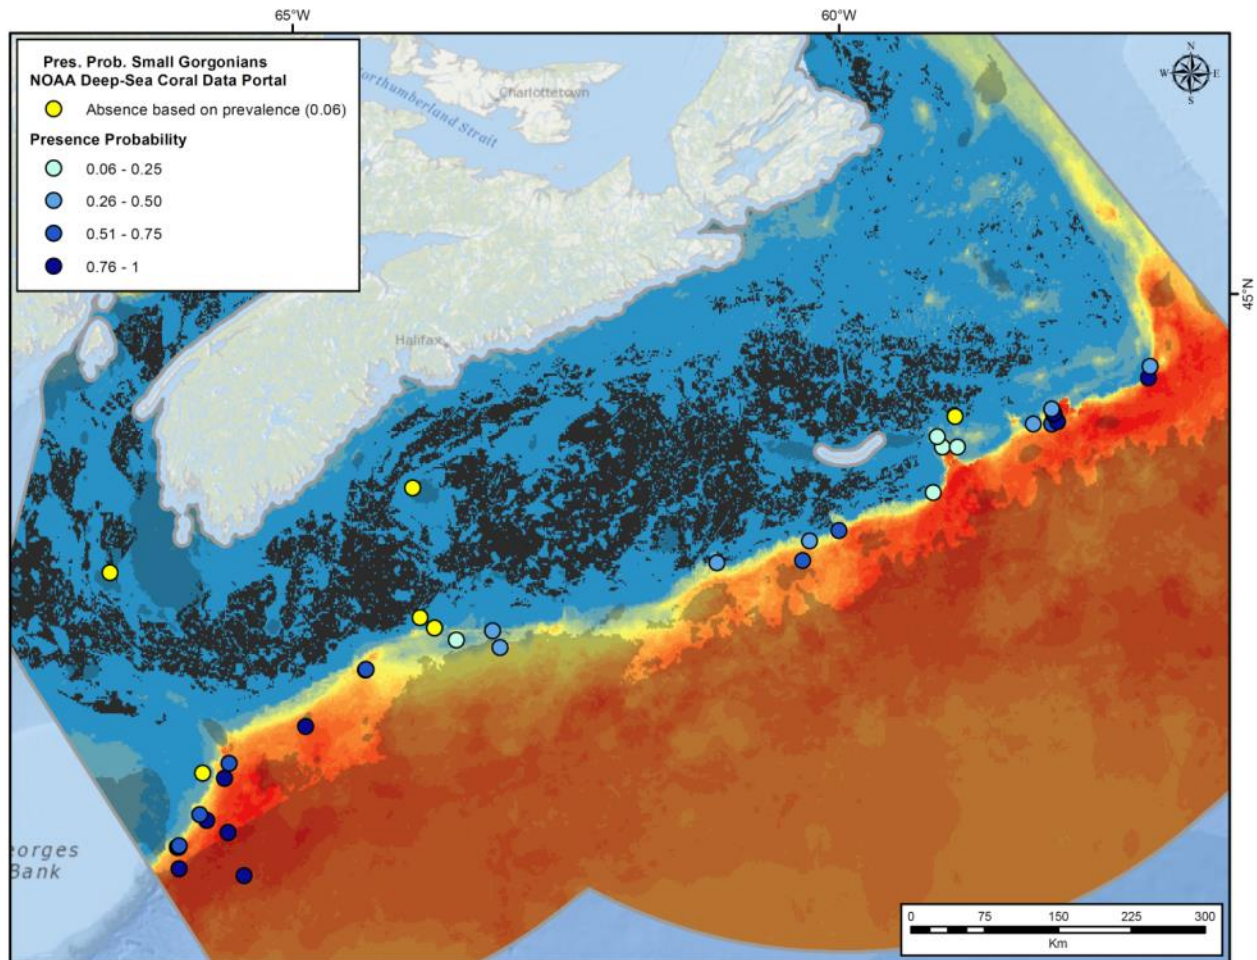 65°W
60°W
Pres. Prob. Small Gorgonians
NOAA Deep-Sea Coral Data Portal
Absence based on prevalence (0.06)
Presence Probability
0.06 - 0.25
0.26 - 0.50
0.51 - 0.75
0.76 - 1
orthumberland Strait
Charlottetown
N
W E
S
45°N
Halifax
eorges
Bank
0 75 150 225 300
Km